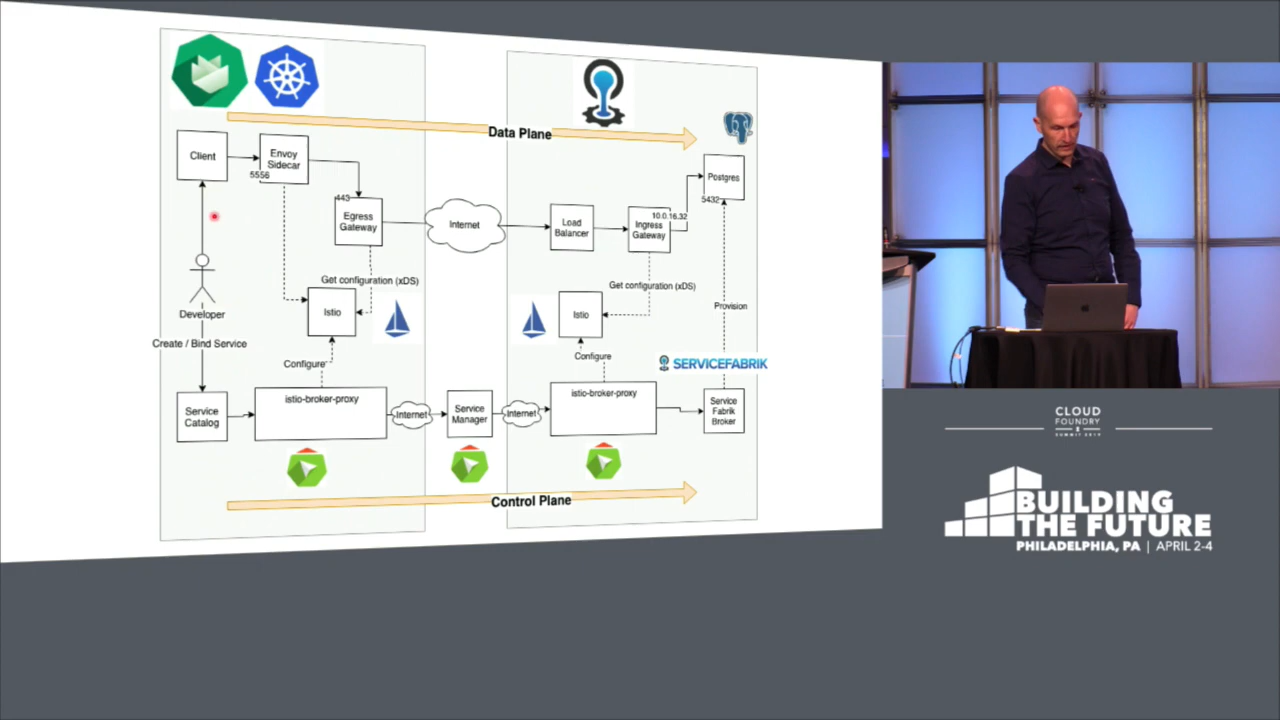 Data Plane
Client
Envoy
Sidecar
5556
443
Egress
Gateway
Internet
Load
Balancer
Ingress
Gateway
10.0.16.32
Postgres
5432
Get configuration (xDS)
Get configuration (xDS)
Istio
Istio
Developer
Provision
Create / Bind Service
Configure
Configure
SERVICEFABRIK
Service
Catalog
istio-broker-proxy
Internet
Service
Manager
Internet
istio-broker-proxy
Service
Fabrik
Broker
Control Plane
CLOUD
FOUNDRY
SUMMIT 2019
BUILDING
THE FUTURE
PHILADELPHIA, PA | APRIL 2-4